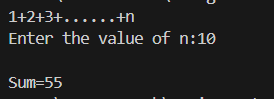 1+2+3+......+n
Enter the value of n:10
Sum=55